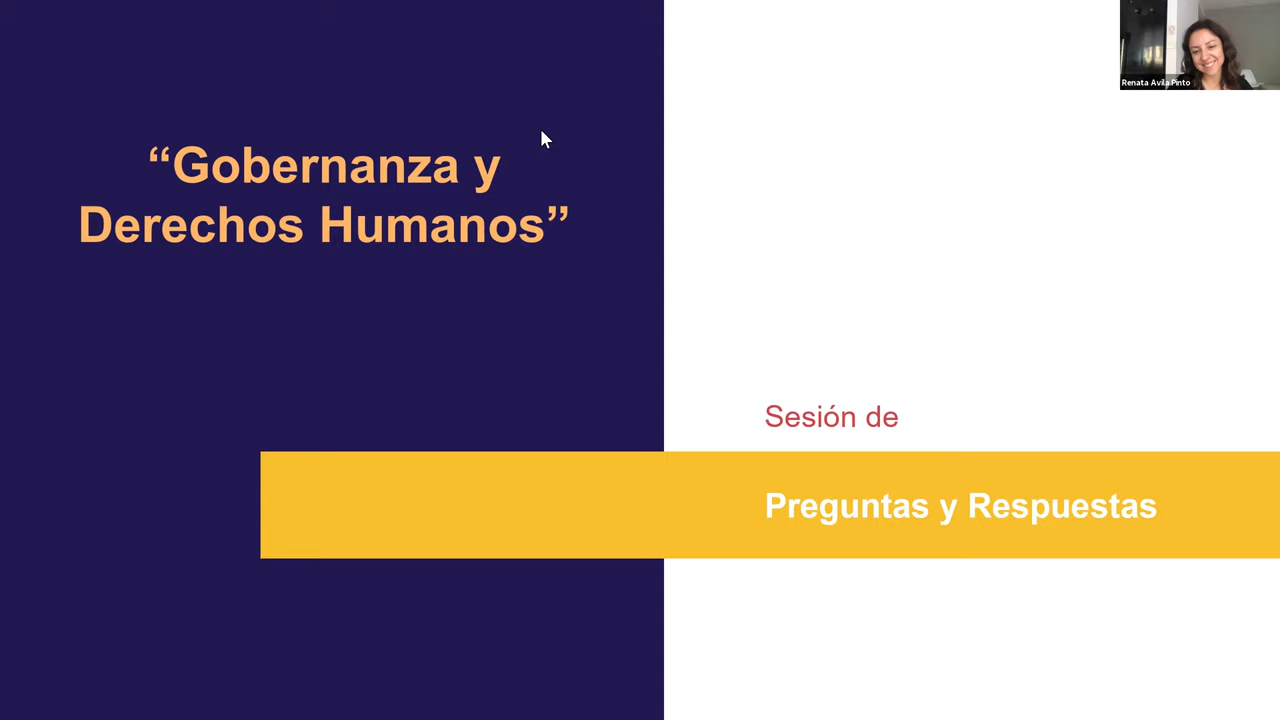 “Gobernanza y
Derechos Humanos”
Renata Avila Pinto
Sesión de
Preguntas y Respuestas